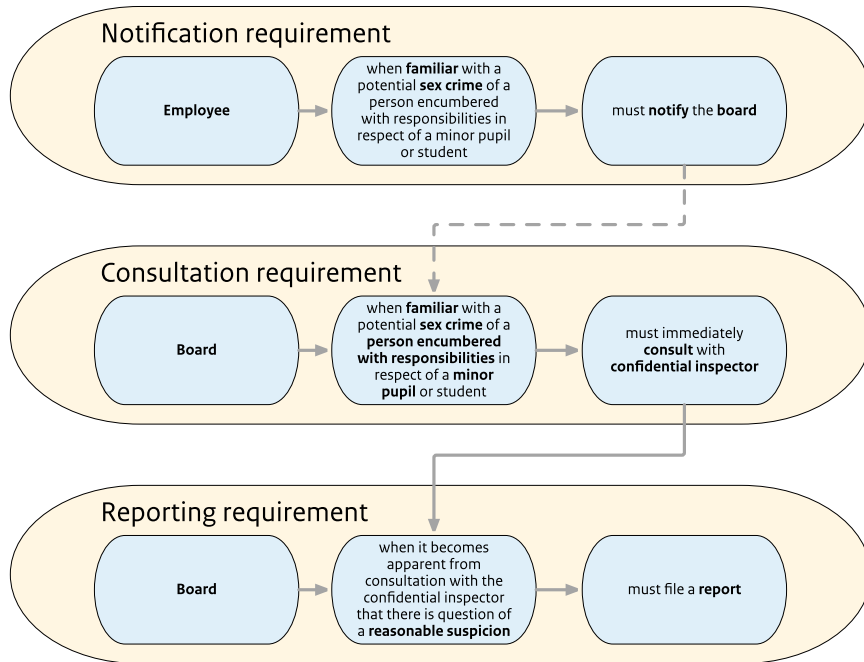 Notification requirement
Employee
when familiar with a
potential sex crime of a
person encumbered
with responsibilities in
respect of a minor pupil
or student
must notify the board
Consultation requirement
Board
when familiar with a
potential sex crime of a
person encumbered
with responsibilities in
respect of a minor
pupil or student
must immediately
consult with
confidential inspector
Reporting requirement
Board
when it becomes
apparent from
consultation with the
confidential inspector
that there is question of
a reasonable suspicion
must file a report